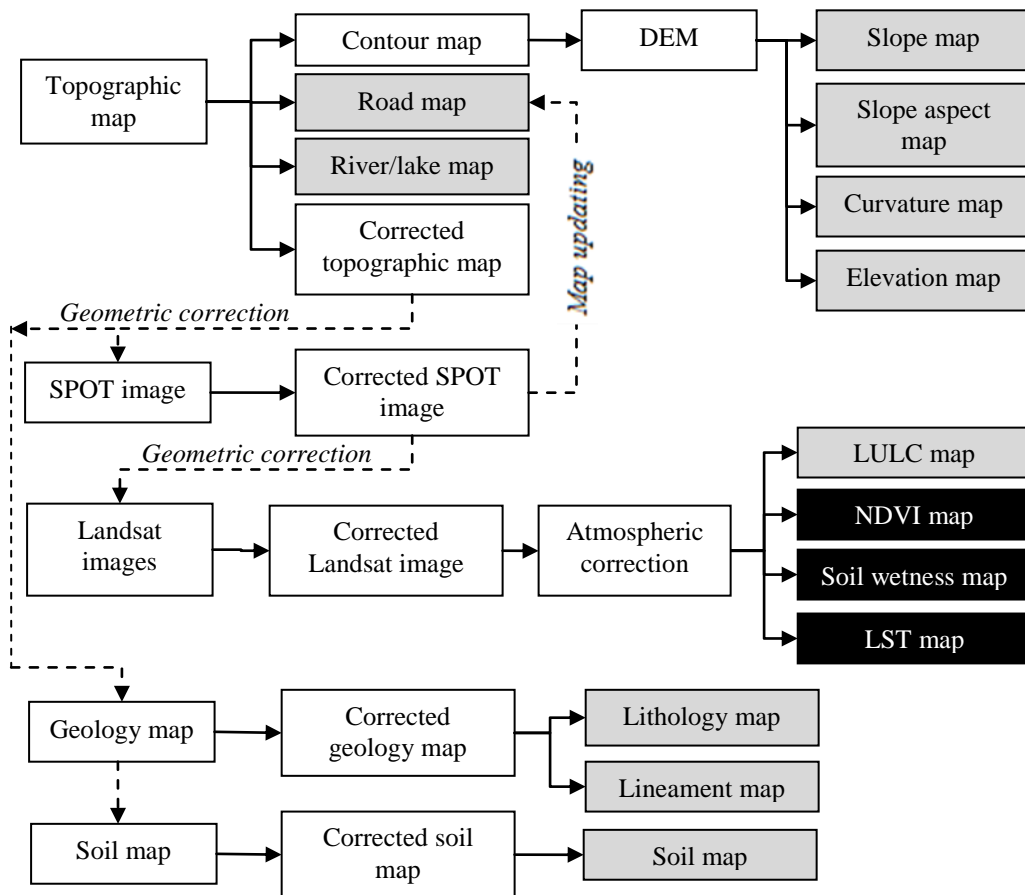 Contour map
DEM
Slope map
Topographic
map
Road map
Slope aspect
map
River/lake map
Map updating
Curvature map
Corrected
topographic map
Elevation map
Geometric correction
SPOT image
Corrected SPOT
image
Geometric correction
LULC map
Landsat
images
Corrected
Landsat image
Atmospheric
correction
NDVI map
Soil wetness map
LST map
Geology map
Corrected
geology map
Lithology map
Lineament map
Soil map
Corrected soil
map
Soil map